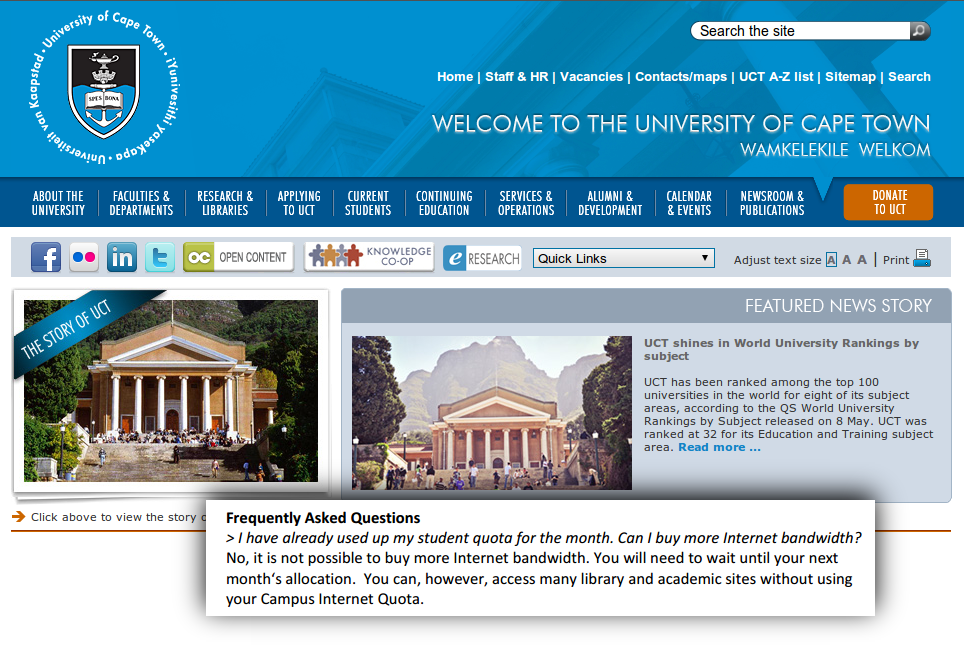 University of Cape Town · iYunivesithi yaseKapa · Universiteit van Kaapstad ·
SPES BONA
Search the site
Home | Staff & HR | Vacancies | Contacts/maps | UCT A-Z list | Sitemap | Search
WELCOME TO THE UNIVERSITY OF CAPE TOWN
WAMKELEKILE WELKOM
ABOUT THE
UNIVERSITY
FACULTIES &
DEPARTMENTS
RESEARCH &
LIBRARIES
APPLYING
TO UCT
CURRENT
STUDENTS
CONTINUING
EDUCATION
SERVICES &
OPERATIONS
ALUMNI &
DEVELOPMENT
CALENDAR
& EVENTS
NEWSROOM &
PUBLICATIONS
DONATE
TO UCT
f
in
t
OC OPEN CONTENT
KNOWLEDGE
CO-OP
e RESEARCH
Quick Links
Adjust text size A A A | Print
THE STORY OF UCT
FEATURED NEWS STORY
UCT shines in World University Rankings by
subject
UCT has been ranked among the top 100
universities in the world for eight of its subject
areas, according to the QS World University
Rankings by Subject released on 8 May. UCT was
ranked at 32 for its Education and Training subject
area. Read more ...
Click above to view the story
Frequently Asked Questions
> I have already used up my student quota for the month. Can I buy more Internet bandwidth?
No, it is not possible to buy more Internet bandwidth. You will need to wait until your next
month‘s allocation. You can, however, access many library and academic sites without using
your Campus Internet Quota.